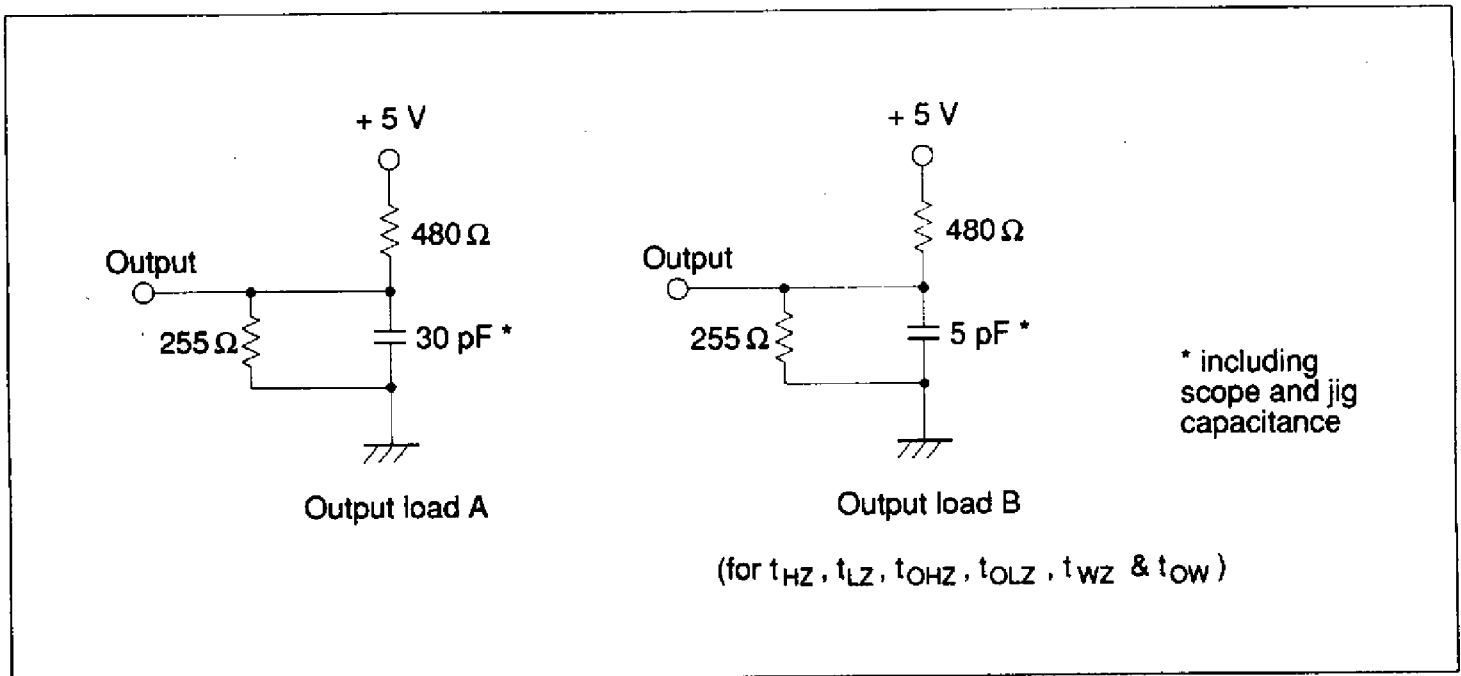 + 5 V
480 Ω
Output
255 Ω
30 pF *
Output load A
+ 5 V
480 Ω
Output
255 Ω
5 pF *
Output load B
(for tHZ, tLZ, tOHZ, tOLZ, tWZ & tOW)
* including
scope and jig
capacitance